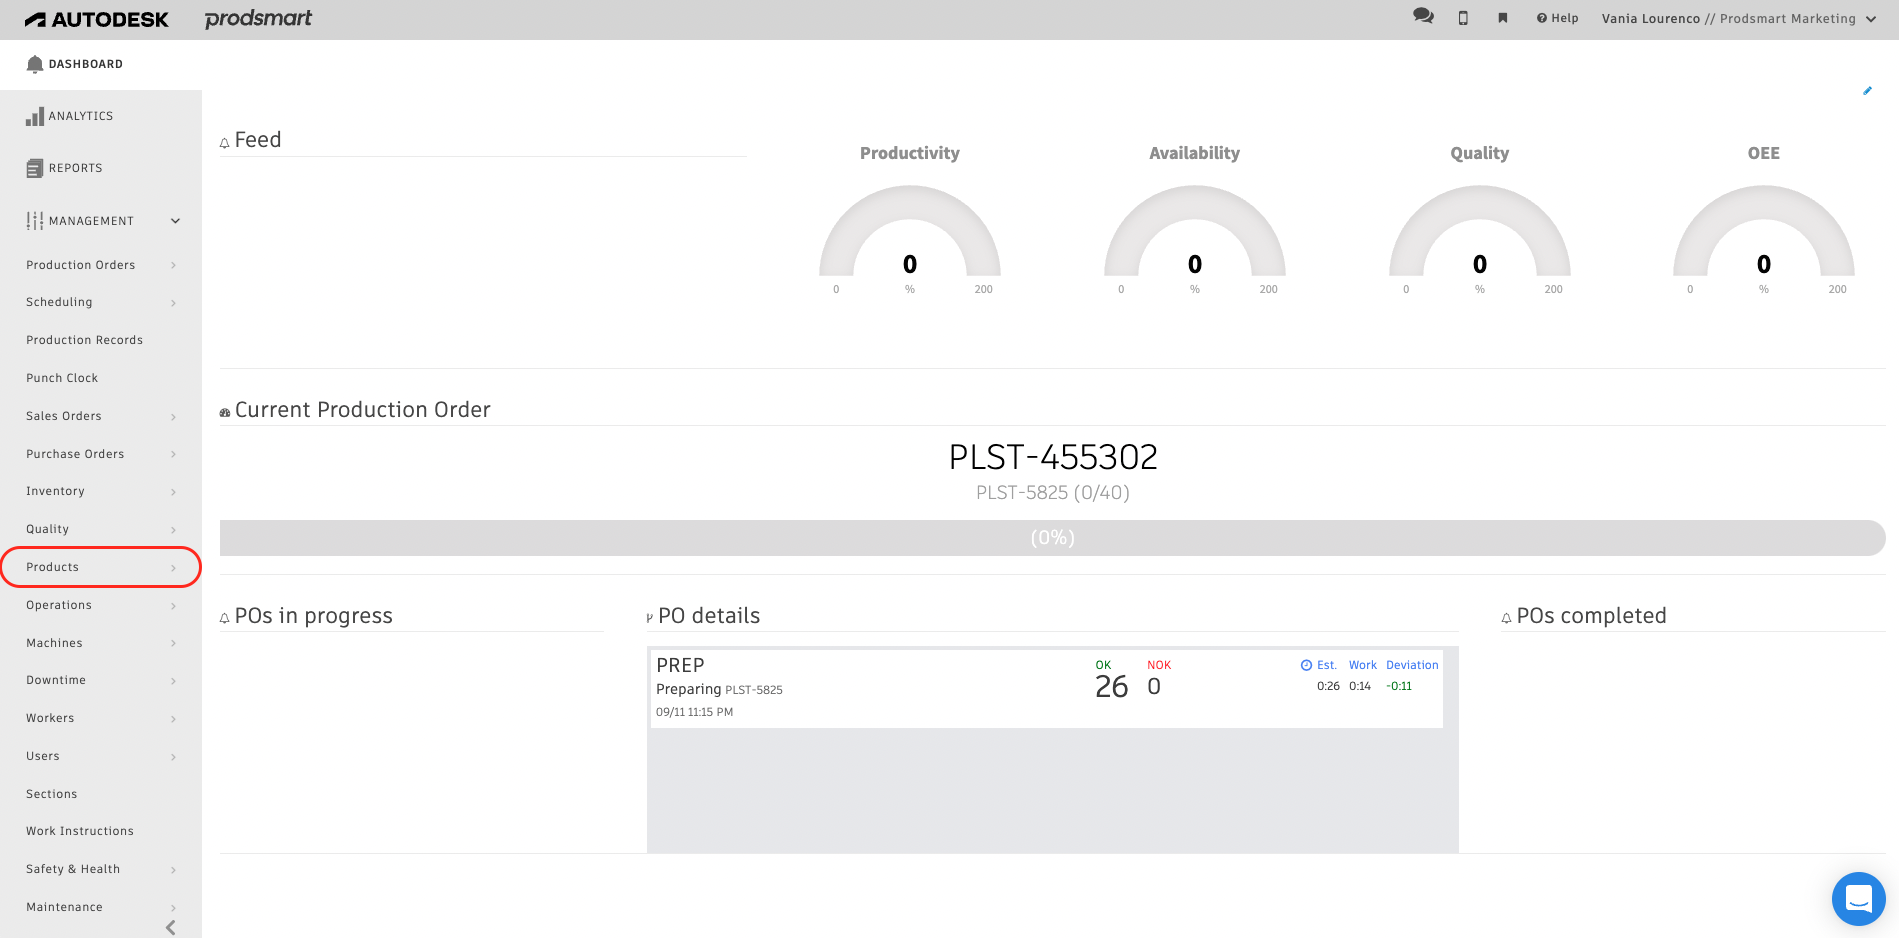 AUTODESK prodsmart Help Vania Lourenco // Prodsmart Marketing
DASHBOARD
ANALYTICS
REPORTS
MANAGEMENT
Production Orders
Scheduling
Production Records
Punch Clock
Sales Orders
Purchase Orders
Inventory
Quality
Products
Operations
Machines
Downtime
Workers
Users
Sections
Work Instructions
Safety & Health
Maintenance
Feed
Productivity
0
0 % 200
Availability
0
0 % 200
Quality
0
0 % 200
OEE
0
0 % 200
Current Production Order
PLST-455302
PLST-5825 (0/40)
(0%)
POs in progress
PO details
PREP
Preparing PLST-5825
09/11 11:15 PM
OK
26
NOK
0
Est. Work Deviation
0:26 0:14 -0:11
POs completed